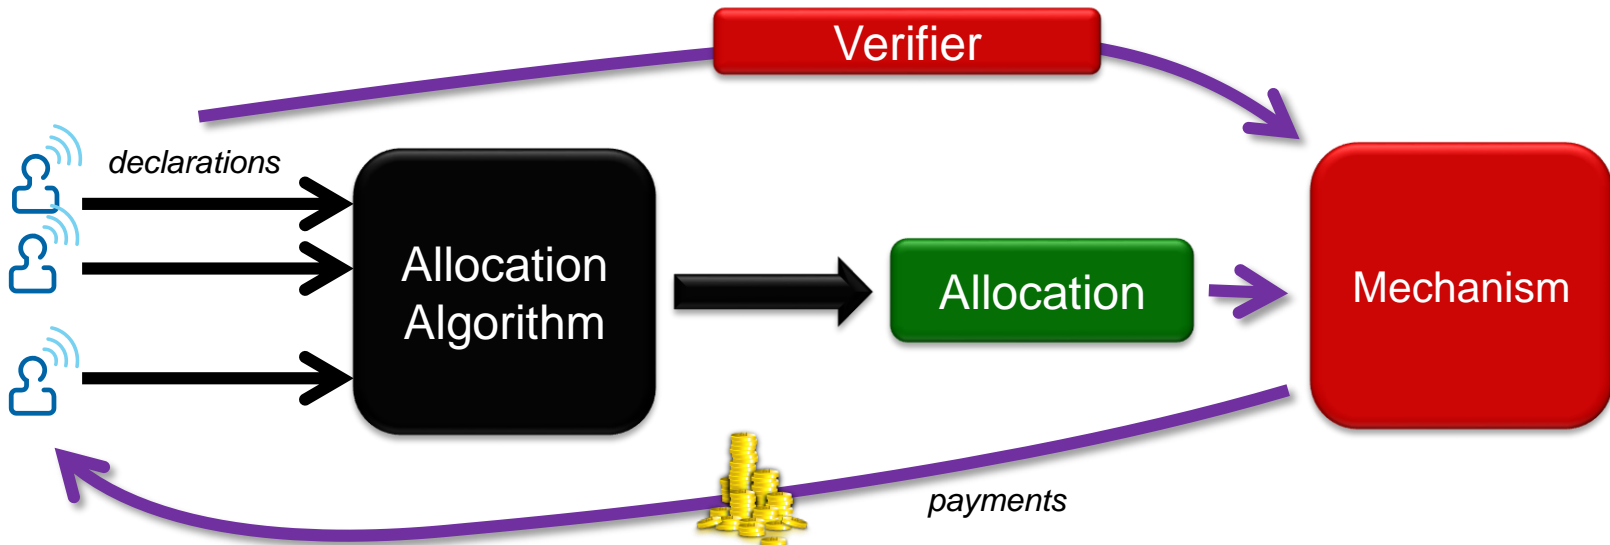 Verifier
declarations
Allocation
Algorithm
Allocation
Mechanism
payments